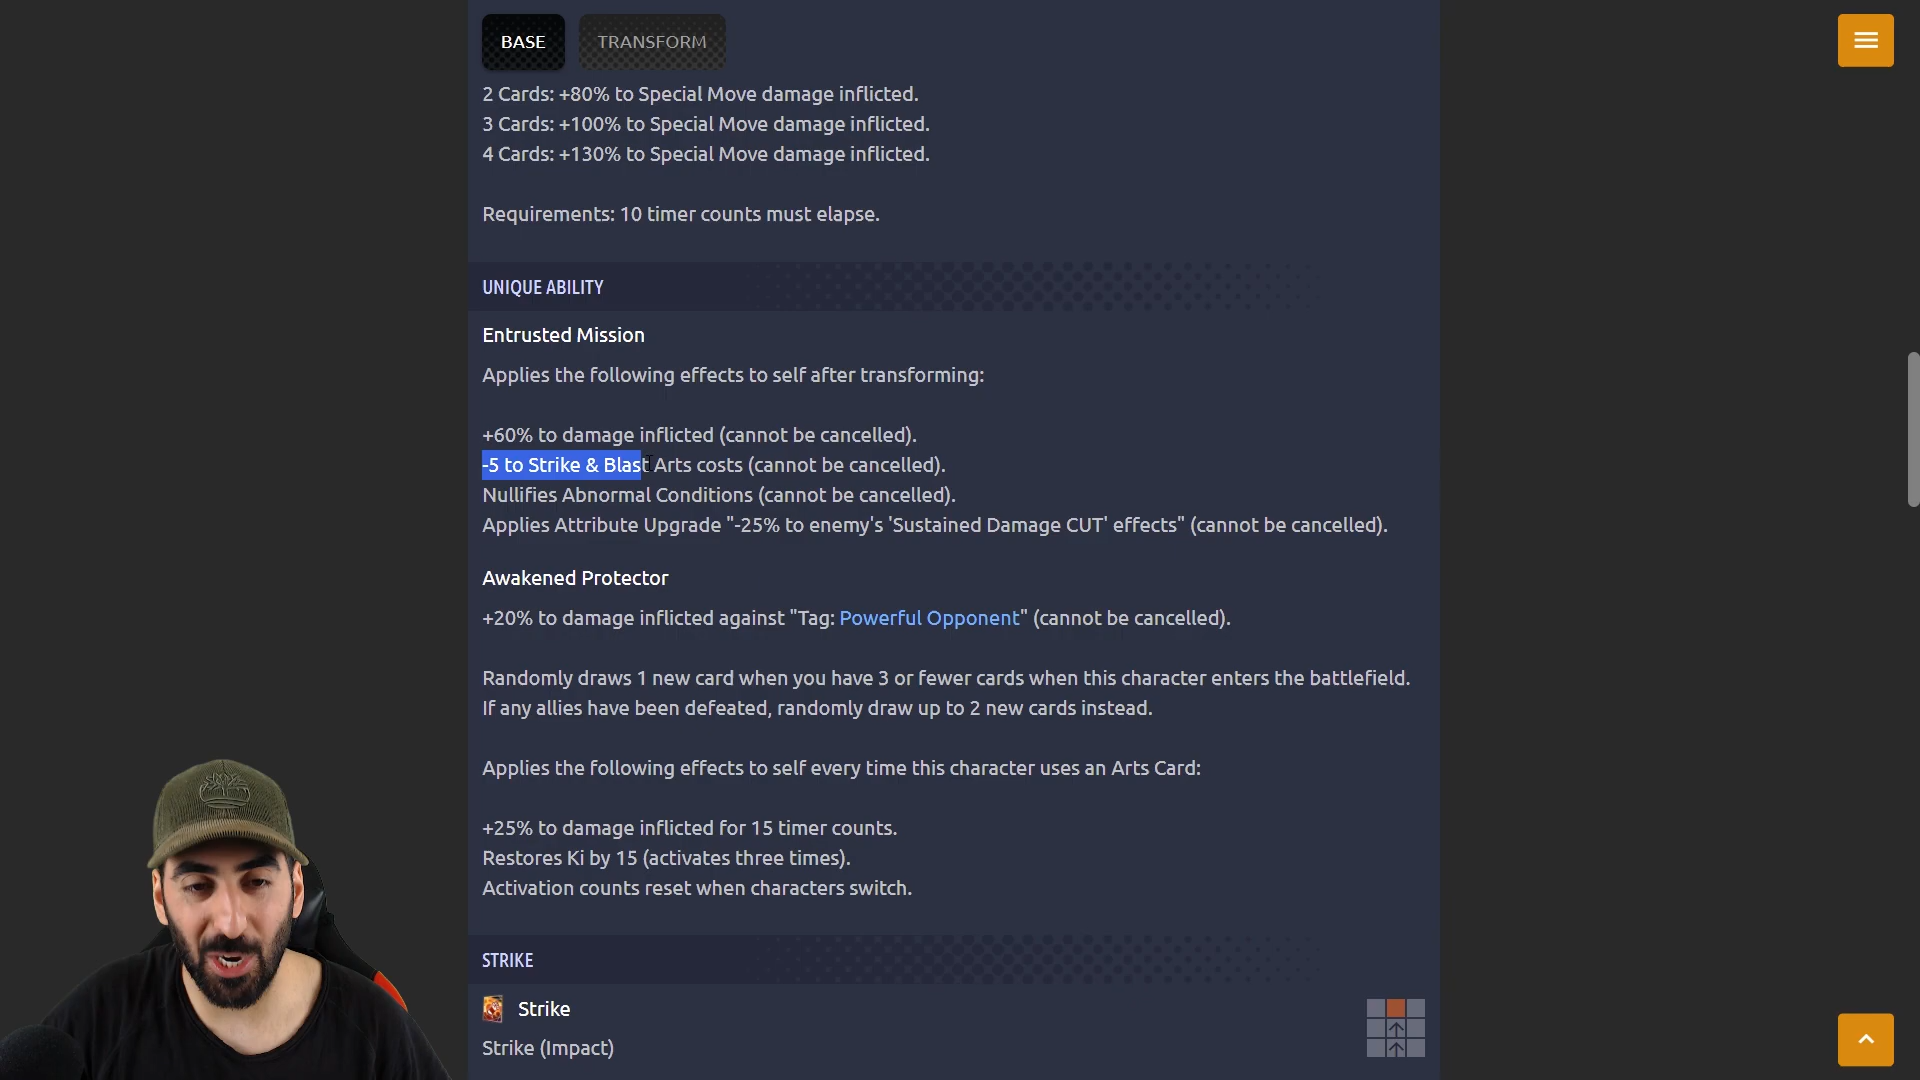 BASE
TRANSFORM
2 Cards: +80% to Special Move damage inflicted.
3 Cards: +100% to Special Move damage inflicted.
4 Cards: +130% to Special Move damage inflicted.
Requirements: 10 timer counts must elapse.
UNIQUE ABILITY
Entrusted Mission
Applies the following effects to self after transforming:
+60% to damage inflicted (cannot be cancelled).
-5 to Strike & Blast Arts costs (cannot be cancelled).
Nullifies Abnormal Conditions (cannot be cancelled).
Applies Attribute Upgrade "-25% to enemy's 'Sustained Damage CUT' effects" (cannot be cancelled).
Awakened Protector
+20% to damage inflicted against "Tag: Powerful Opponent" (cannot be cancelled).
Randomly draws 1 new card when you have 3 or fewer cards when this character enters the battlefield.
If any allies have been defeated, randomly draw up to 2 new cards instead.
Applies the following effects to self every time this character uses an Arts Card:
+25% to damage inflicted for 15 timer counts.
Restores Ki by 15 (activates three times).
Activation counts reset when characters switch.
STRIKE
Strike
Strike (Impact)